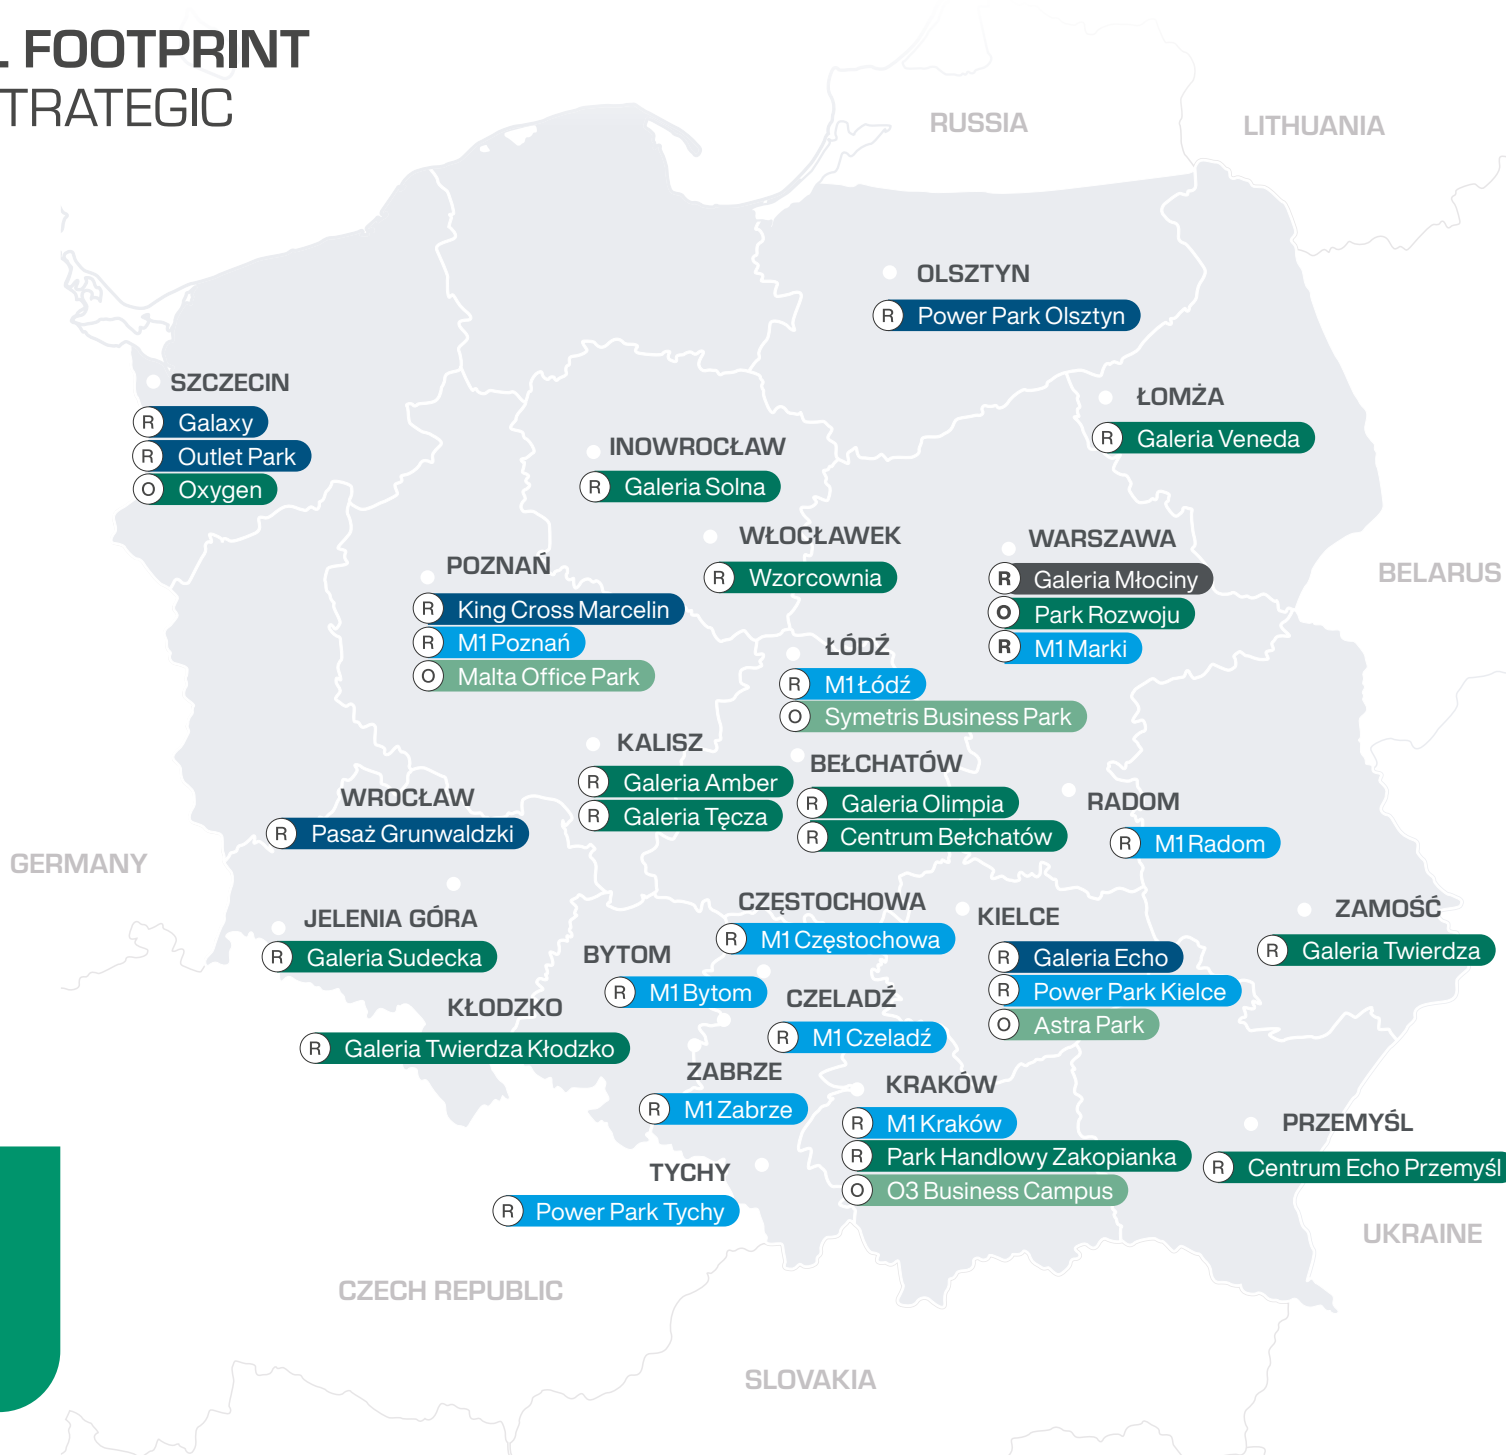 L FOOTPRINT
TRATEGIC
RUSSIA
LITHUANIA
OLSZTYN
R Power Park Olsztyn
SZCZECIN
R Galaxy
R Outlet Park
O Oxygen
ŁOMŻA
R Galeria Veneda
INOWROCŁAW
R Galeria Solna
WŁOCŁAWEK
R Wzorcownia
WARSZAWA
R Galeria Młociny
O Park Rozwoju
R M1 Marki
BELARUS
POZNAŃ
R King Cross Marcelin
R M1 Poznań
O Malta Office Park
ŁÓDŹ
R M1 Łódź
O Symetris Business Park
KALISZ
R Galeria Amber
R Galeria Tęcza
BEŁCHATÓW
R Galeria Olimpia
R Centrum Bełchatów
RADOM
R M1 Radom
WROCŁAW
R Pasaż Grunwaldzki
GERMANY
JELENIA GÓRA
R Galeria Sudecka
CZĘSTOCHOWA
R M1 Częstochowa
KIELCE
R Galeria Echo
R Power Park Kielce
O Astra Park
ZAMOŚĆ
R Galeria Twierdza
BYTOM
R M1 Bytom
CZELADŹ
R M1 Czeladź
KŁODZKO
R Galeria Twierdza Kłodzko
ZABRZE
R M1 Zabrze
KRAKÓW
R M1 Kraków
R Park Handlowy Zakopianka
O O3 Business Campus
PRZEMYŚL
R Centrum Echo Przemyśl
TYCHY
R Power Park Tychy
UKRAINE
CZECH REPUBLIC
SLOVAKIA